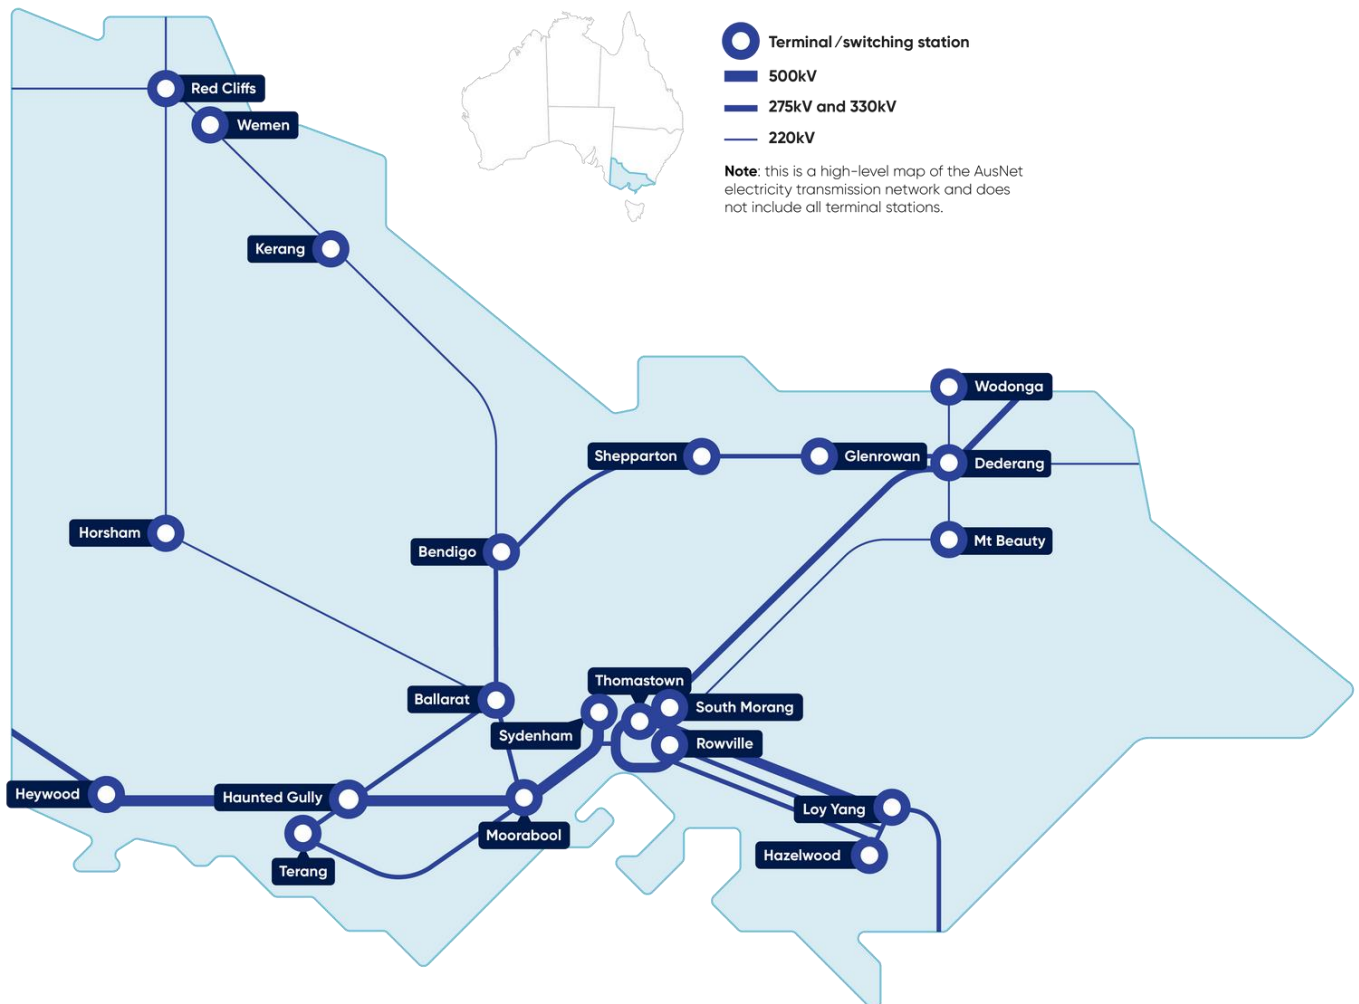 Terminal/switching station
500kV
275kV and 330kV
220kV
Note: this is a high-level map of the AusNet
electricity transmission network and does
not include all terminal stations.
Red Cliffs
Wemen
Kerang
Wodonga
Shepparton
Glenrowan
Dederang
Horsham
Bendigo
Mt Beauty
Thomastown
Ballarat
South Morang
Sydenham
Rowville
Heywood
Haunted Gully
Loy Yang
Moorabool
Hazelwood
Terang